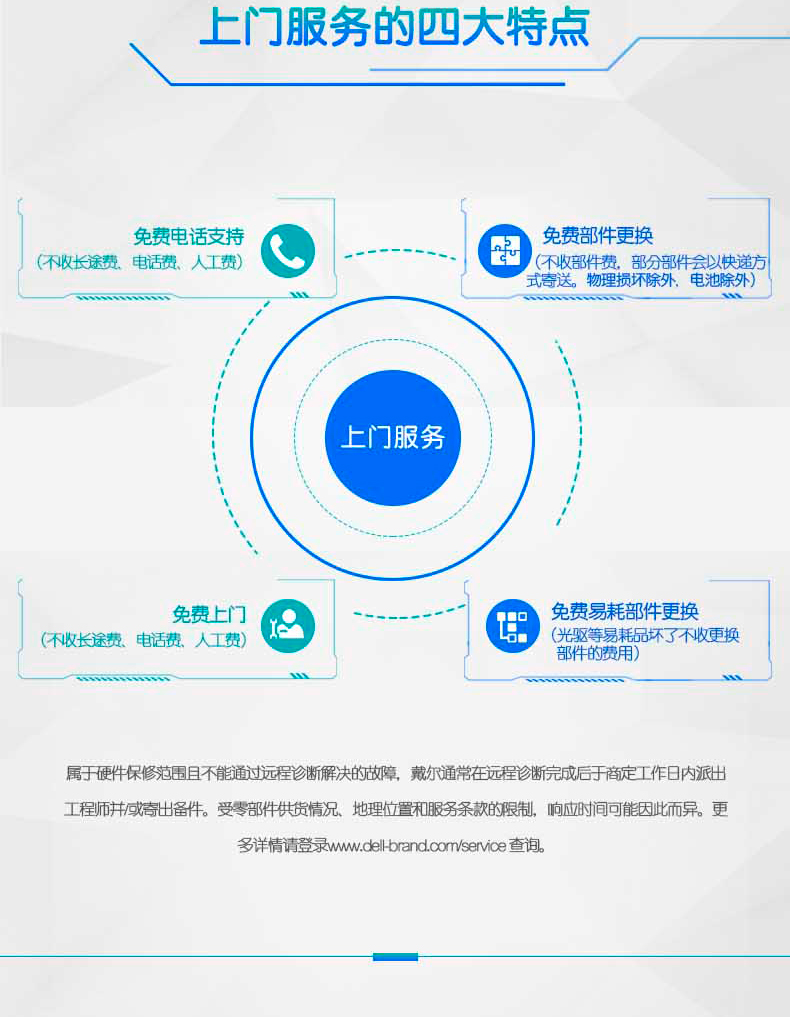 上门服务的四大特点
免费电话支持
（不收长途费、电话费、人工费）
免费部件更换
（不收部件费，部分部件会以快递方
式寄送。物理损坏除外、电池除外）
上门服务
免费上门
（不收长途费、电话费、人工费）
免费易耗部件更换
（光驱等易耗品坏了不收更换
部件的费用）
属于硬件保修范围且不能通过远程诊断解决的故障，戴尔通常在远程诊断完成后于商定工作日内派出
工程师并/或寄出备件。受零部件供货情况、地理位置和服务条款的限制，响应时间可能因此而异。更
多详情请登录www.dell-brand.com/service 查询。